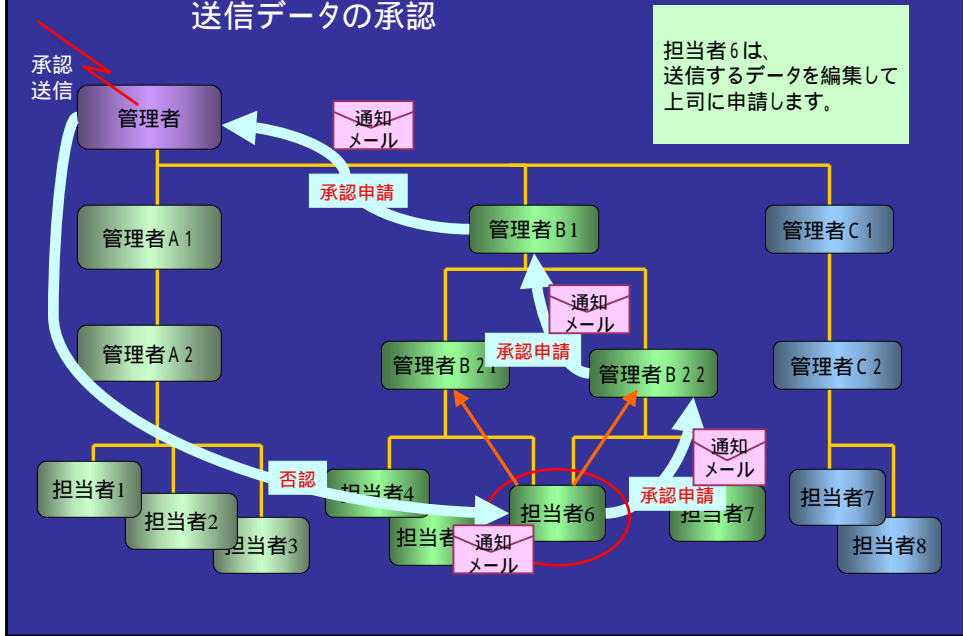 送信データの承認
担当者6は、
送信するデータを編集して
上司に申請します。
承認
送信
管理者
通知
メール
承認申請
管理者A1
管理者B1
管理者C1
通知
メール
承認申請
管理者A2
管理者B21
管理者B22
管理者C2
通知
メール
否認
承認申請
担当者1
担当者2
担当者3
担当者4
担当者
通知
メール
担当者6
担当者7
担当者7
担当者8